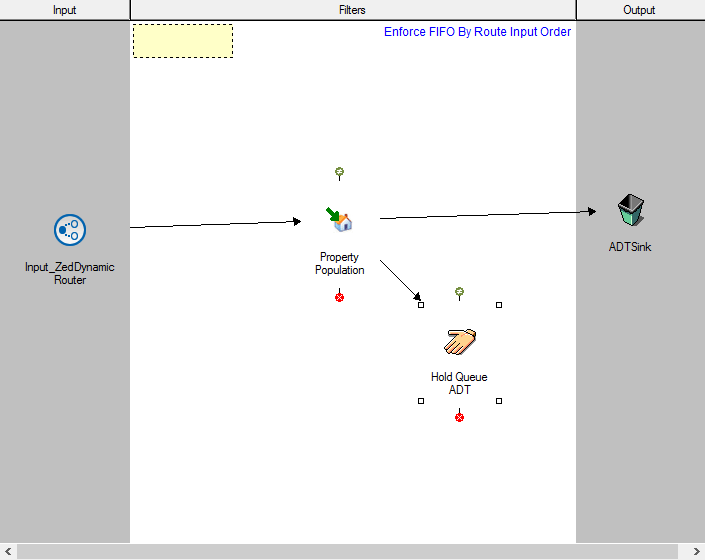 Input
Filters
Output
Enforce FIFO By Route Input Order
Input_ZedDynamic
Router
Property
Population
ADTSink
Hold Queue
ADT